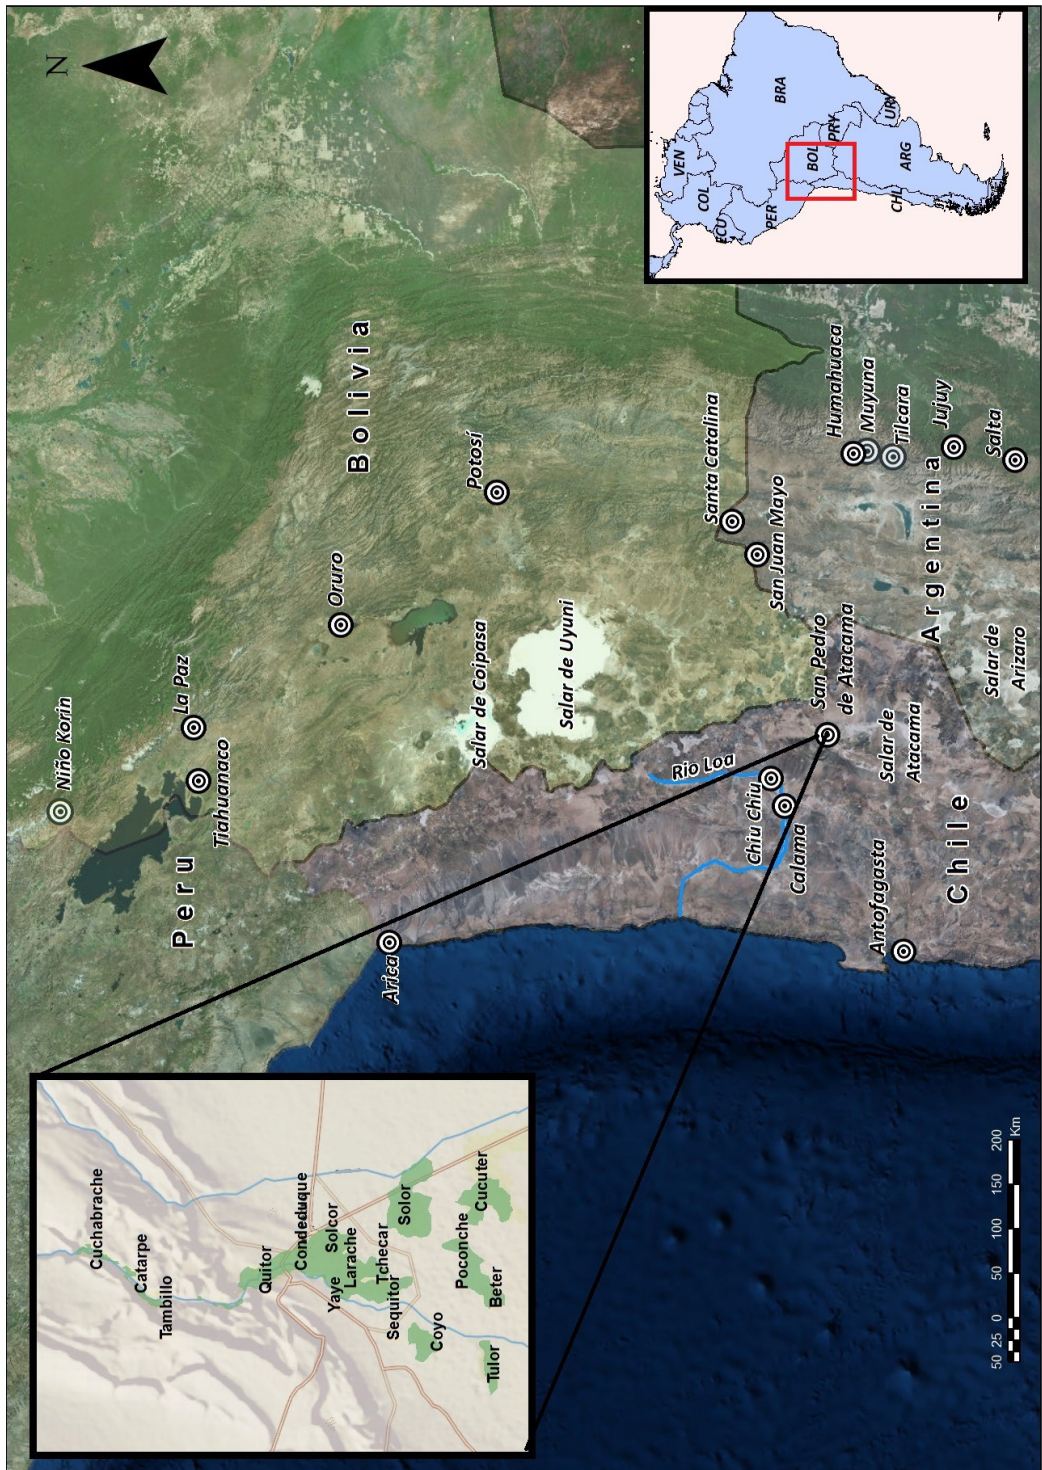 N
Niño Korin
La Paz
Tiahuanaco
Peru
Oruro
Bolivia
Arica
Potosí
Salar de Coipasa
Salar de Uyuni
Santa Catalina
San Juan Mayo
Rio Loa
Chiu chiu
Calama
San Pedro
de Atacama
Salar de
Atacama
Antofagasta
Chile
Humahuaca
Muyuna
Tilcara
Jujuy
Salta
Argentina
Salar de
Arizaro
Cuchabrache
Catarpe
Tambillo
Quitor
Condeduque
Solcor
Yaye
Larache
Tchecar
Sequitor
Solor
Coyo
Poconche
Cucuter
Beter
Tulor
VEN
COL
ECU
PER
BRA
BOL
PRY
URY
CHL
ARG
50 25 0 50 100 150 200
Km